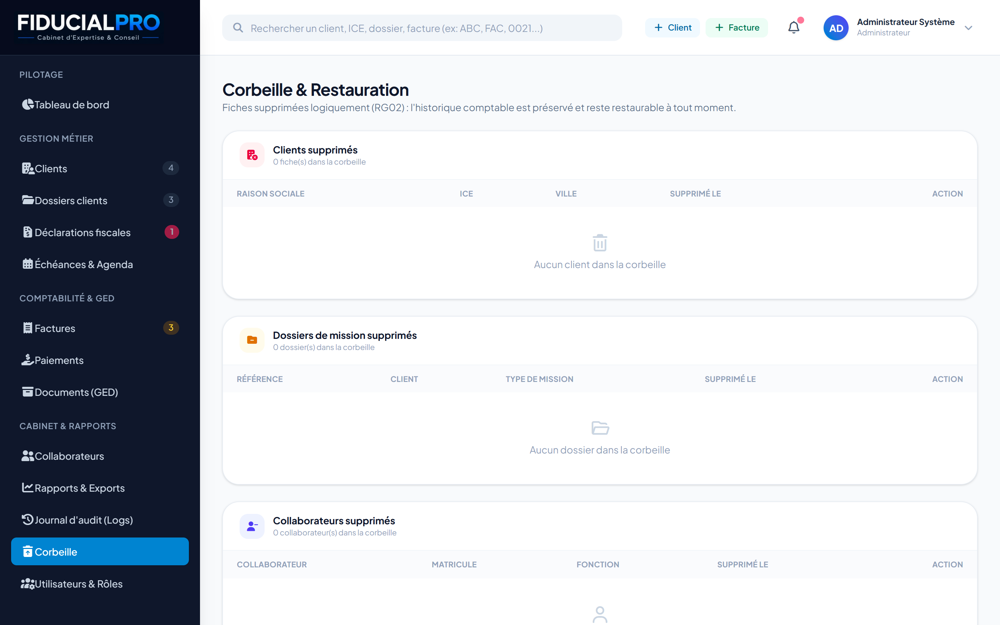 FIDUCIALPRO
Cabinet d'Expertise & Conseil
PILOTAGE
Tableau de bord
GESTION MÉTIER
Clients 4
Dossiers clients 3
Déclarations fiscales 1
Échéances & Agenda
COMPTABILITÉ & GED
Factures 3
Paiements
Documents (GED)
CABINET & RAPPORTS
Collaborateurs
Rapports & Exports
Journal d'audit (Logs)
Corbeille
Utilisateurs & Rôles
Rechercher un client, ICE, dossier, facture (ex: ABC, FAC, 0021...)
+ Client
+ Facture
AD
Administrateur Système
Administrateur
Corbeille & Restauration
Fiches supprimées logiquement (RG02) : l'historique comptable est préservé et reste restaurable à tout moment.
Clients supprimés
0 fiche(s) dans la corbeille
RAISON SOCIALE ICE VILLE SUPPRIMÉ LE ACTION
Aucun client dans la corbeille
Dossiers de mission supprimés
0 dossier(s) dans la corbeille
RÉFÉRENCE CLIENT TYPE DE MISSION SUPPRIMÉ LE ACTION
Aucun dossier dans la corbeille
Collaborateurs supprimés
0 collaborateur(s) dans la corbeille
COLLABORATEUR MATRICULE FONCTION SUPPRIMÉ LE ACTION